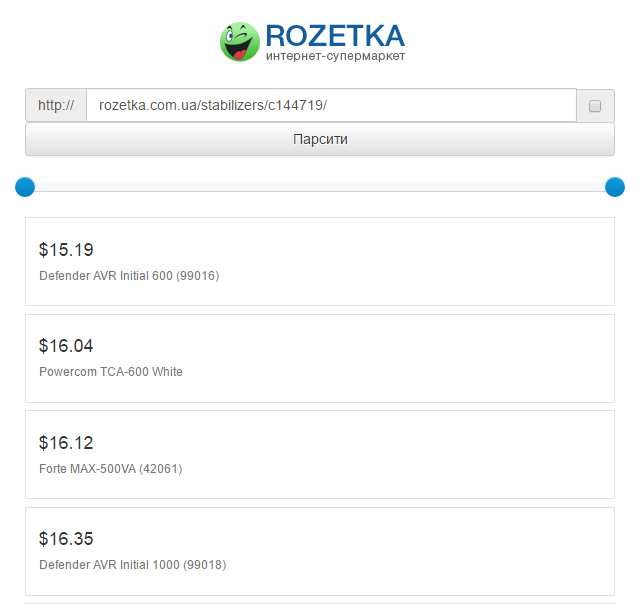 ROZETKA
интернет-супермаркет
http:// rozetka.com.ua/stabilizers/c144719/
Парсити
$15.19
Defender AVR Initial 600 (99016)
$16.04
Powercom TCA-600 White
$16.12
Forte MAX-500VA (42061)
$16.35
Defender AVR Initial 1000 (99018)